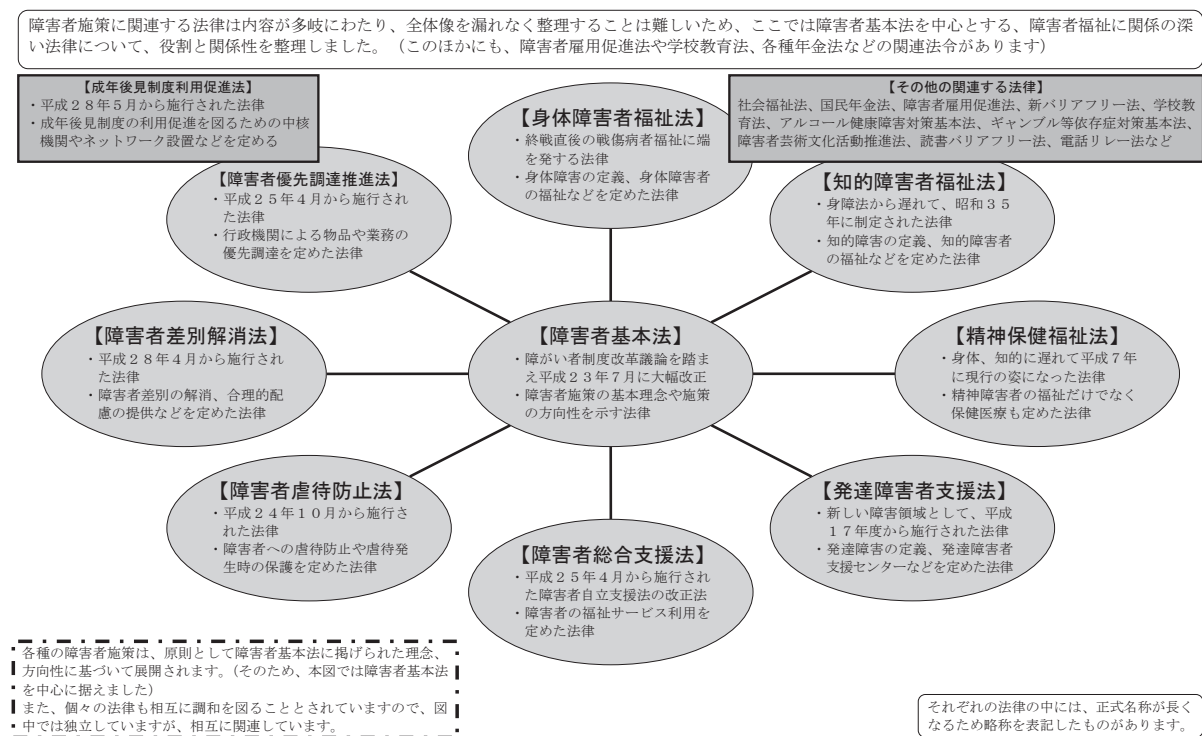 障害者施策に関連する法律は内容が多岐にわたり、全体像を漏れなく整理することは難しいため、ここでは障害者基本法を中心とする、障害者福祉に関係の深
い法律について、役割と関係性を整理しました。（このほかにも、障害者雇用促進法や学校教育法、各種年金法などの関連法令があります）
【成年後見制度利用促進法】
・平成２８年５月から施行された法律
・成年後見制度の利用促進を図るための中核
機関やネットワーク設置などを定める
【その他の関連する法律】
社会福祉法、国民年金法、障害者雇用促進法、新バリアフリー法、学校教
育法、アルコール健康障害対策基本法、ギャンブル等依存症対策基本法、
障害者芸術文化活動推進法、読書バリアフリー法、電話リレー法など
【身体障害者福祉法】
・終戦直後の戦傷病者福祉に端
を発する法律
・身体障害の定義、身体障害者
の福祉などを定めた法律
【障害者優先調達推進法】
・平成２５年４月から施行され
た法律
・行政機関による物品や業務の
優先調達を定めた法律
【知的障害者福祉法】
・身障法から遅れて、昭和３５
年に制定された法律
・知的障害の定義、知的障害者
の福祉などを定めた法律
【障害者差別解消法】
・平成２８年４月から施行され
た法律
・障害者差別の解消、合理的配
慮の提供などを定めた法律
【障害者基本法】
・障がい者制度改革議論を踏ま
え平成２３年７月に大幅改正
・障害者施策の基本理念や施策
の方向性を示す法律
【精神保健福祉法】
・身体、知的に遅れて平成７年
に現行の姿になった法律
・精神障害者の福祉だけでなく
保健医療も定めた法律
【障害者虐待防止法】
・平成２４年１０月から施行さ
れた法律
・障害者への虐待防止や虐待発
生時の保護を定めた法律
【障害者総合支援法】
・平成２５年４月から施行され
た障害者自立支援法の改正法
・障害者の福祉サービス利用を
定めた法律
【発達障害者支援法】
・新しい障害領域として、平成
１７年度から施行された法律
・発達障害の定義、発達障害者
支援センターなどを定めた法律
各種の障害者施策は、原則として障害者基本法に掲げられた理念、
方向性に基づいて展開されます。（そのため、本図では障害者基本法
を中心に据えました）
また、個々の法律も相互に調和を図ることとされていますので、図
中では独立していますが、相互に関連しています。
それぞれの法律の中には、正式名称が長く
なるため略称を表記したものがあります。